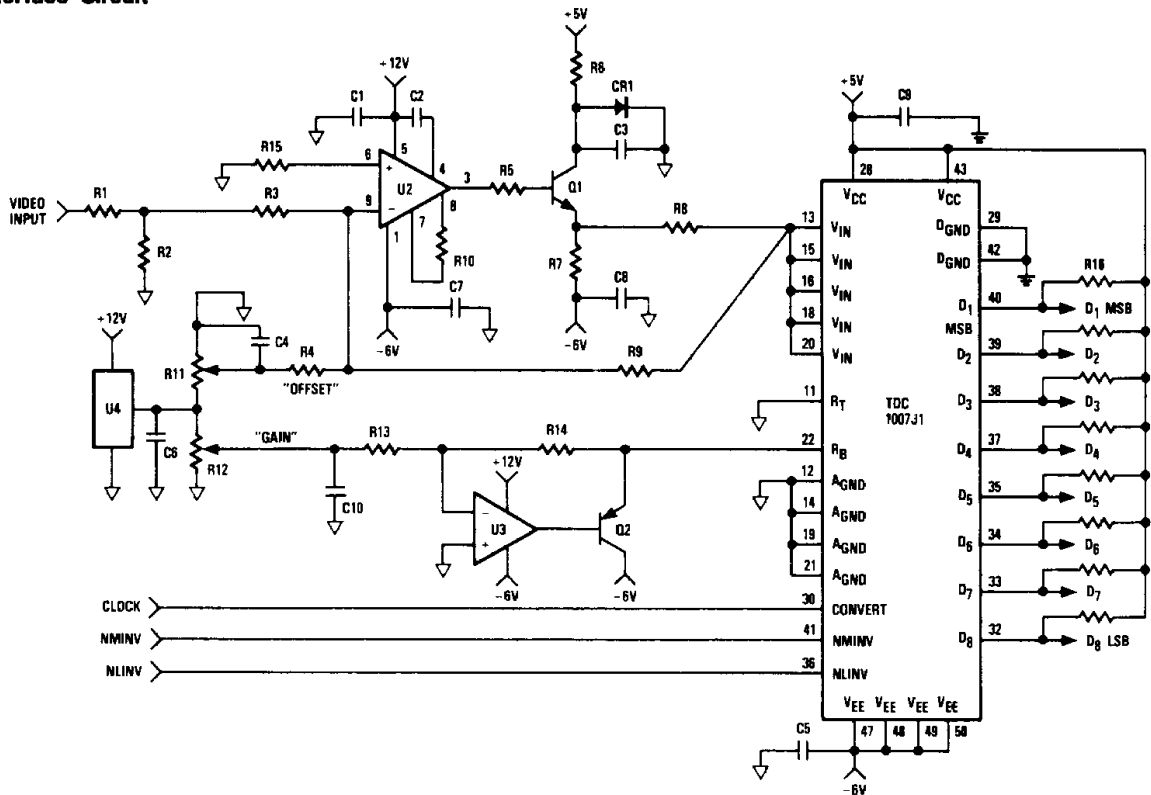 +5V
R6
CR1
C3
+12V
C1
C2
5
R15
6
+
4
U2
3
R5
Q1
VIDEO
INPUT
R1
R3
9
−
8
7
1
R10
R2
R7
R8
C7
C8
-6V
-6V
+12V
C4
R11
R4
"OFFSET"
R9
U4
C6
R12
"GAIN"
R13
R14
C10
+12V
−
U3
+
Q2
-6V
-6V
CLOCK
NMINV
NLINV
+5V
C9
28
43
VCC
VCC
13
VIN
15
VIN
16
VIN
18
VIN
20
VIN
11
RT
22
RB
12
AGND
14
AGND
19
AGND
21
AGND
30
CONVERT
41
NMINV
36
NLINV
TDC
1007J1
29
DGND
42
DGND
R16
D1
40
D1 MSB
MSB
D2
39
D2
D3
38
D3
D4
37
D4
D5
35
D5
D6
34
D6
D7
33
D7
D8
32
D8 LSB
VEE VEE VEE VEE
47 48 49 50
C5
-6V